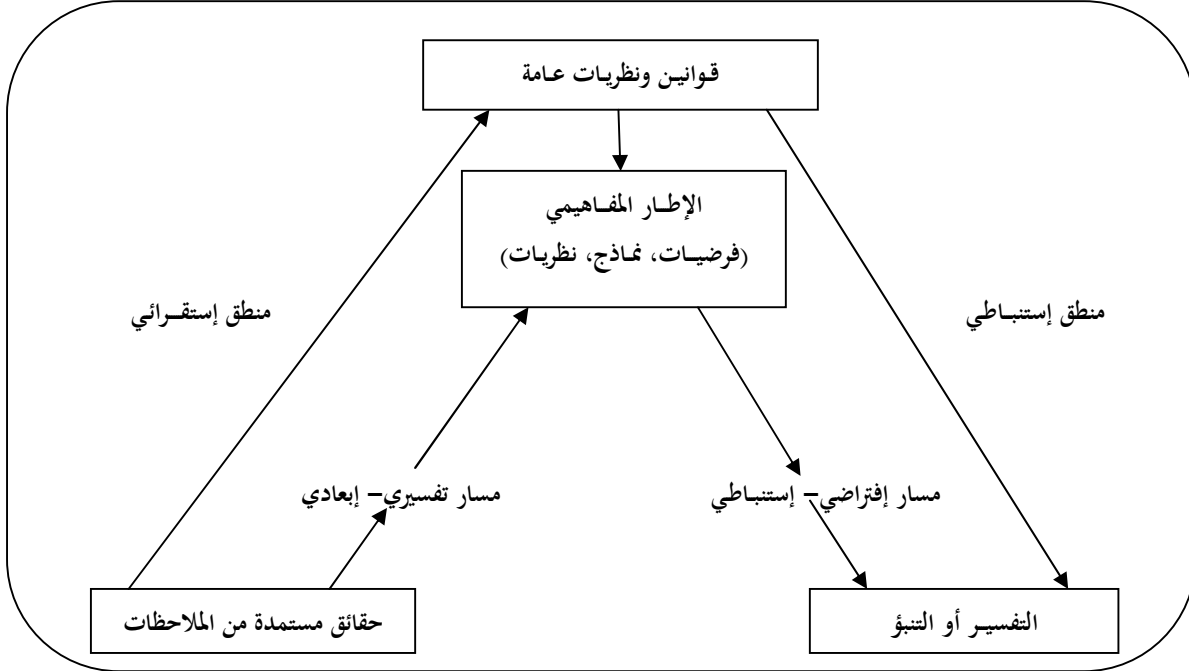 قوانين ونظريات عامة
الإطار المفاهيمي
(فرضيات، نماذج، نظريات)
منطق إستنباطي
منطق إستقرائي
مسار إفتراضي– إستنباطي
مسار تفسيري– إبعادي
التفسير أو التنبؤ
حقائق مستمدة من الملاحظات